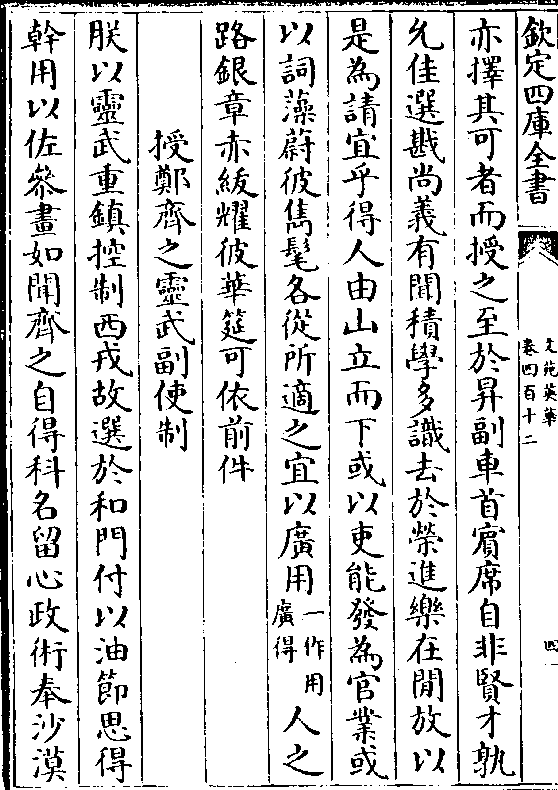 欽定四庫全書
文苑英華
卷四百十二
四
亦擇其可者而授之至於昇副車首賓席自非賢才孰
允佳選戡尚義有聞積學多識去於榮進樂在閒放以
是為請宜乎得人由山立而下或以吏能發為官業或
以詞藻蔚彼雋髦各從所適之宜以廣用一作用廣得人之
路銀章赤紱耀彼華筵可依前件
授鄭齊之靈武副使制
朕以靈武重鎮控制西戎故選於和門付以油節思得
幹用以佐參畫如聞齊之自得科名留心政術奉沙漠